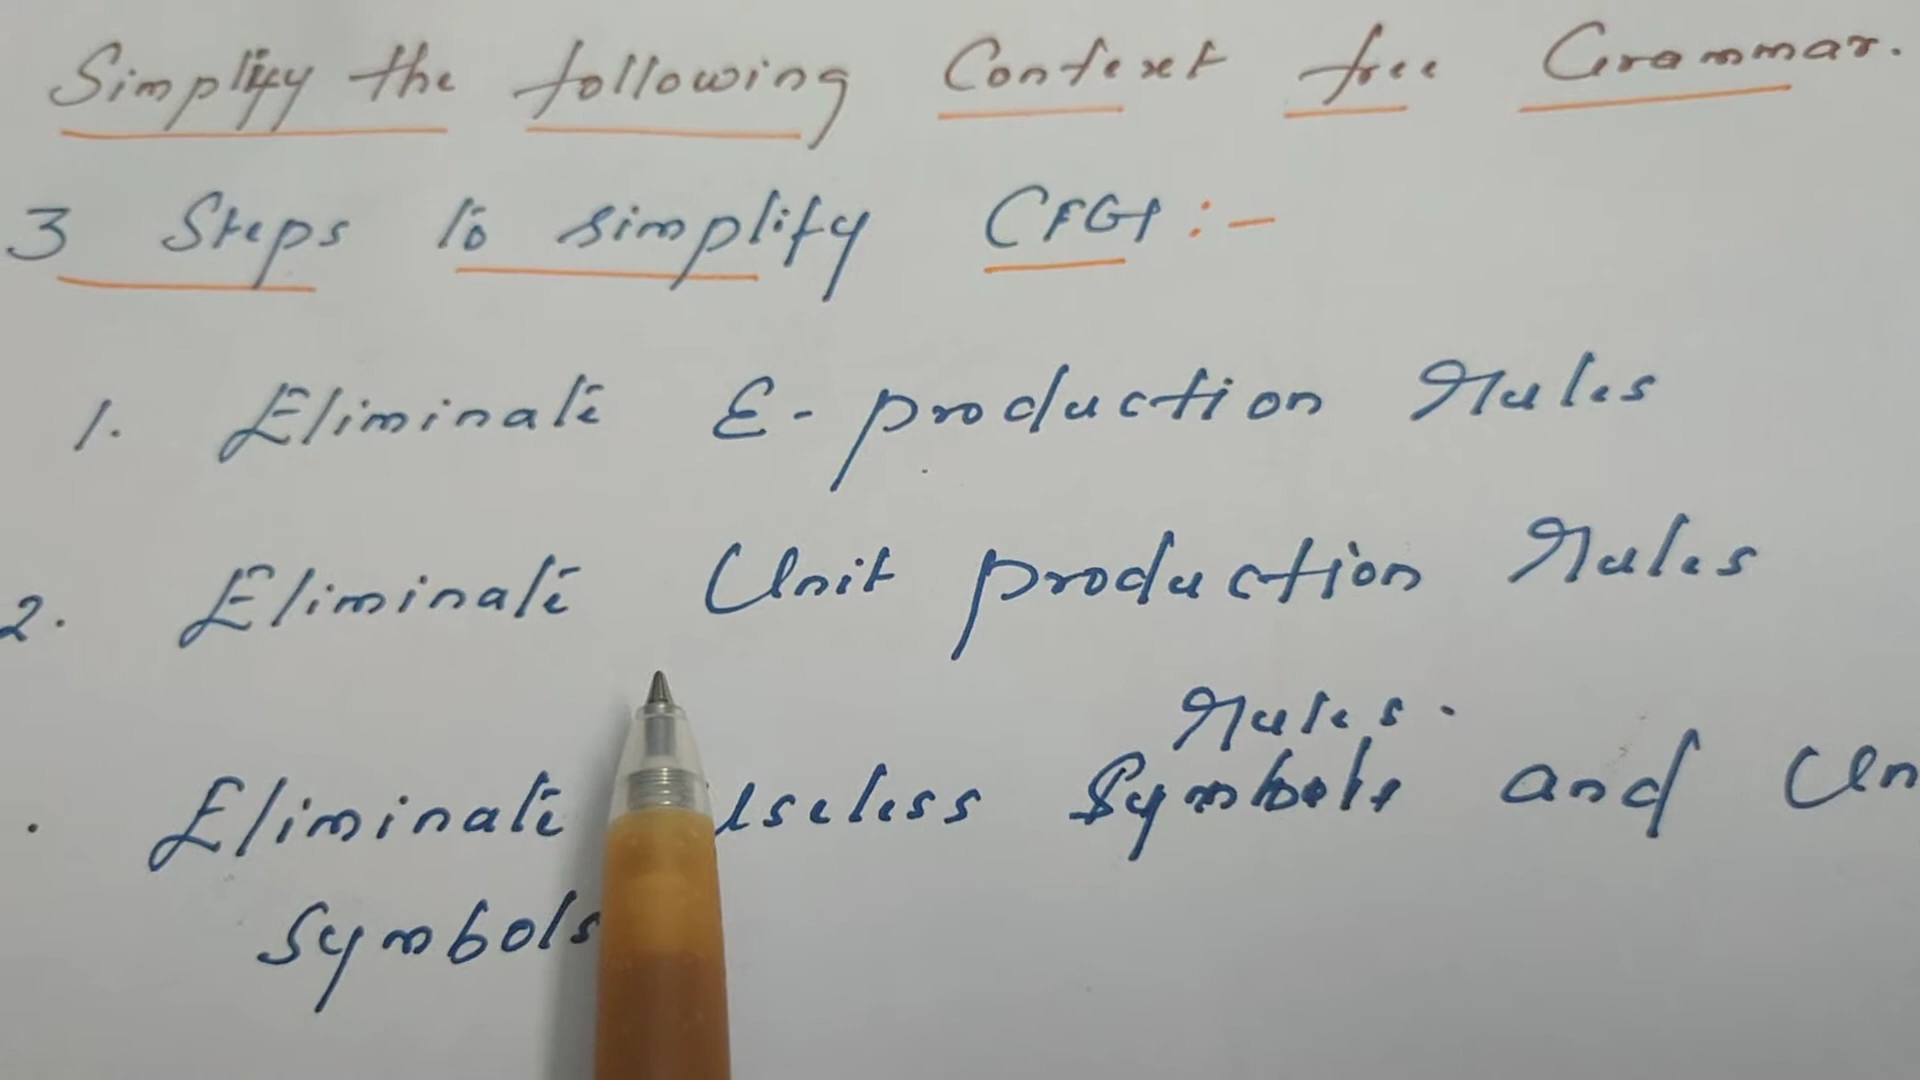 Simplify the following Context free Grammar.
3 Steps to simplify CFG :-
1. Eliminate ε-production rules
2. Eliminate Unit production rules
rules.
. Eliminate Useless Symbols and Un
Symbols